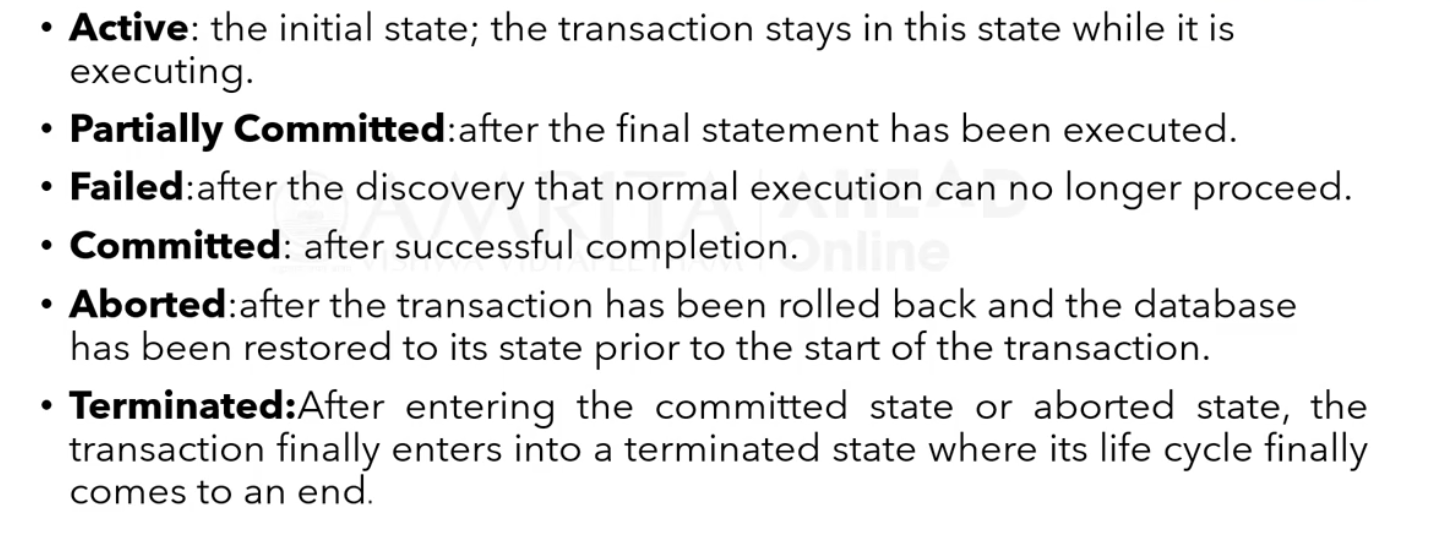 • Active: the initial state; the transaction stays in this state while it is
executing.
• Partially Committed:after the final statement has been executed.
• Failed:after the discovery that normal execution can no longer proceed.
• Committed: after successful completion.
• Aborted:after the transaction has been rolled back and the database
has been restored to its state prior to the start of the transaction.
• Terminated:After entering the committed state or aborted state, the
transaction finally enters into a terminated state where its life cycle finally
comes to an end.
AMRITA
VISHWA VIDYAPEETHAM
AHEAD
Online